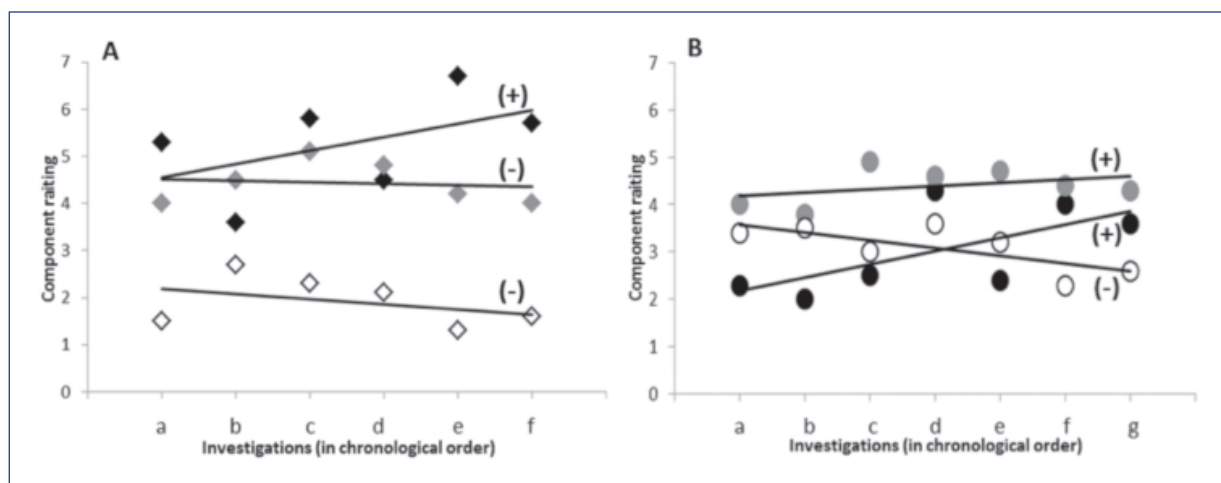 A
7
6
5
4
3
2
1
0
Component raiting
(+)
(-)
(-)
a b c d e f
Investigations (in chronological order)
B
7
6
5
4
3
2
1
0
Component raiting
(+)
(+)
(-)
a b c d e f g
Investigations (in chronological order)